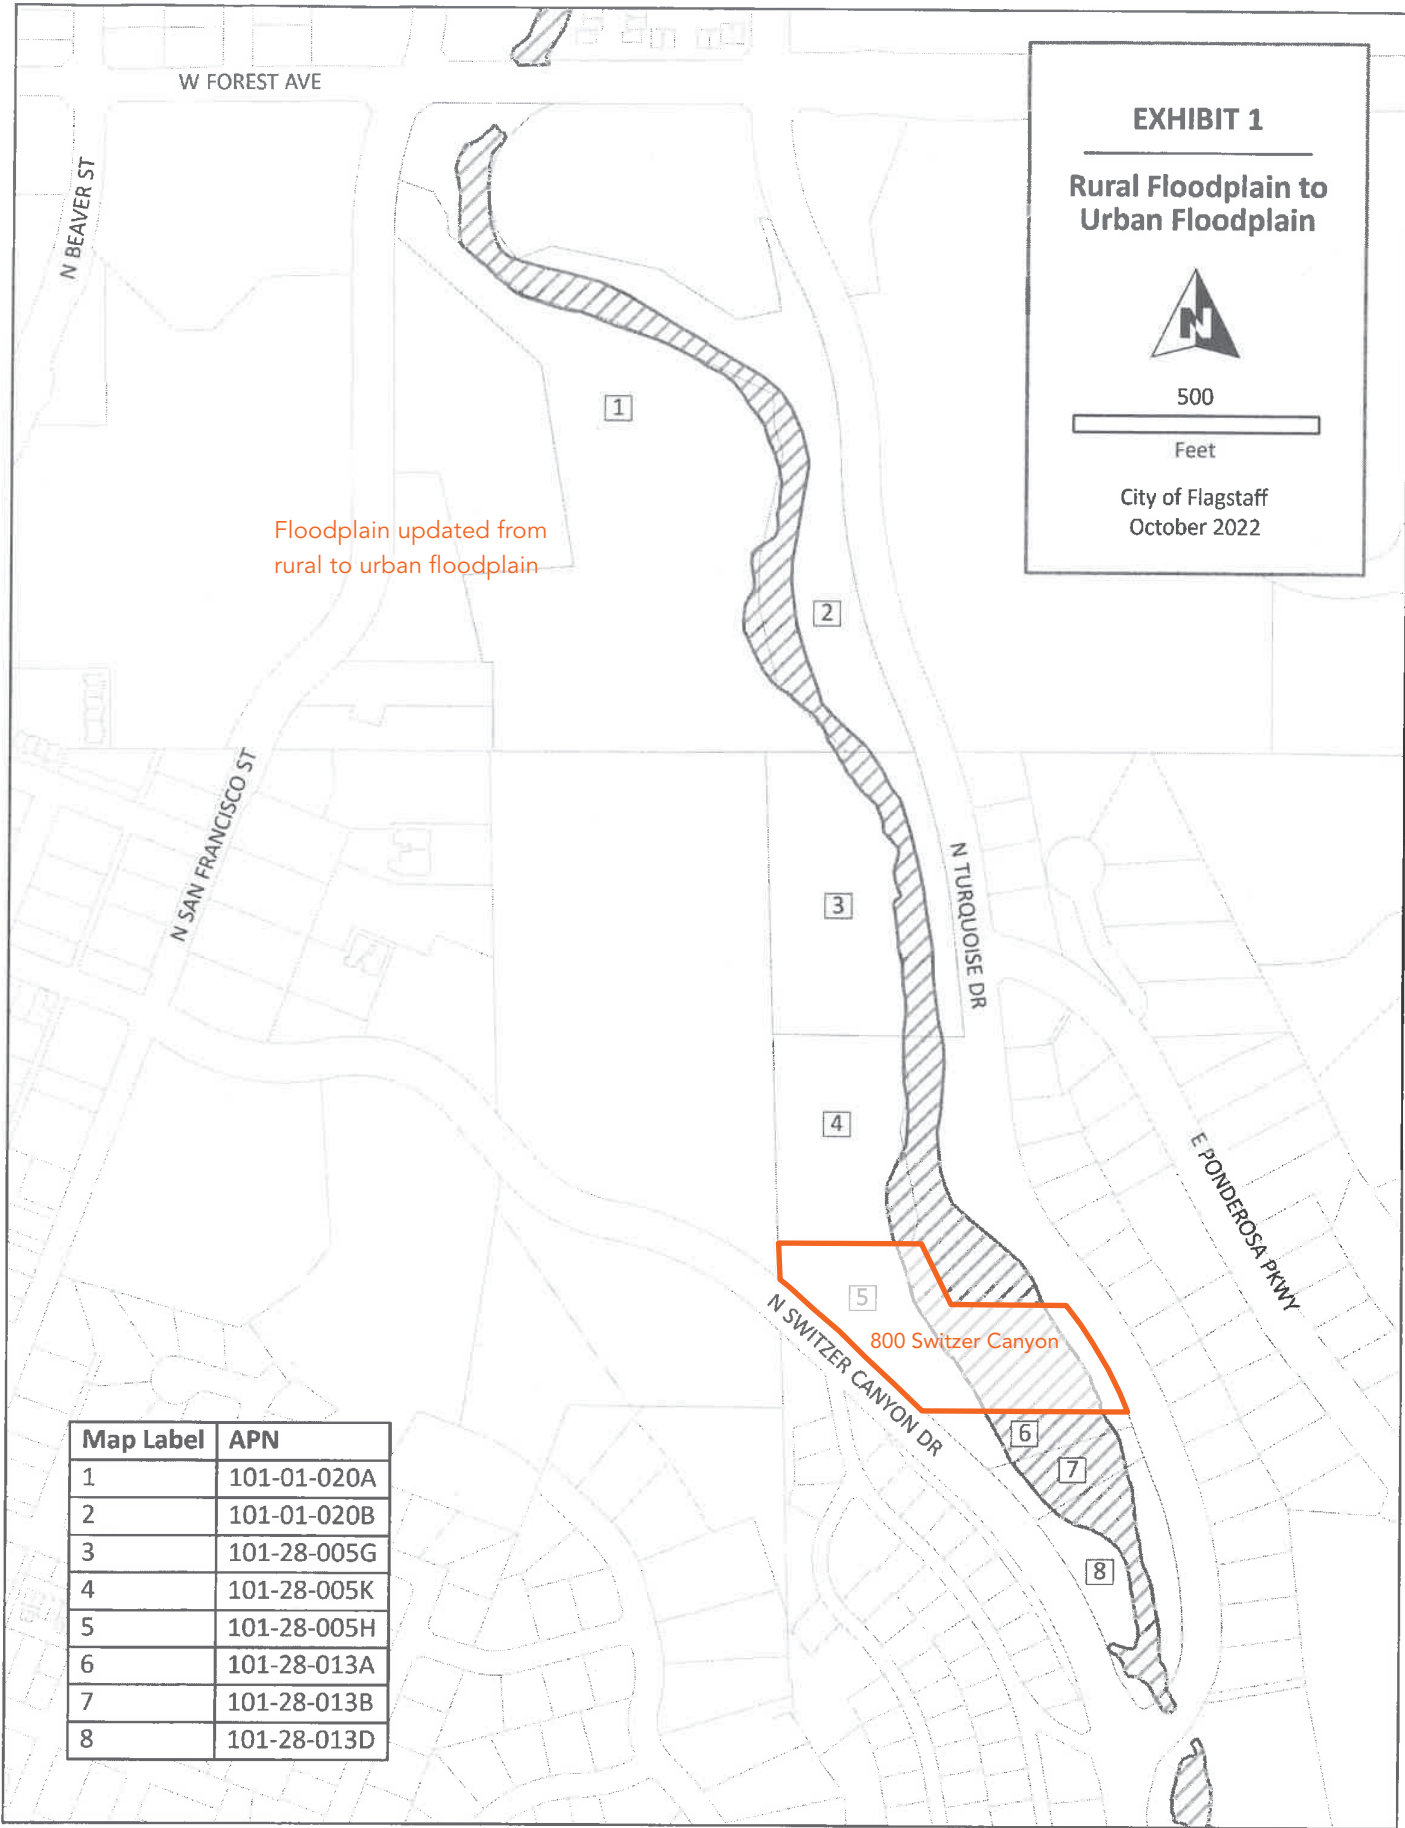 W FOREST AVE
N BEAVER ST
EXHIBIT 1
Rural Floodplain to
Urban Floodplain
N
500
Feet
City of Flagstaff
October 2022
1
Floodplain updated from
rural to urban floodplain
2
N SAN FRANCISCO ST
N TURQUOISE DR
3
4
E PONDEROSA PKWY
5
800 Switzer Canyon
N SWITZER CANYON DR
6
7
8
Map Label APN
1 101-01-020A
2 101-01-020B
3 101-28-005G
4 101-28-005K
5 101-28-005H
6 101-28-013A
7 101-28-013B
8 101-28-013D